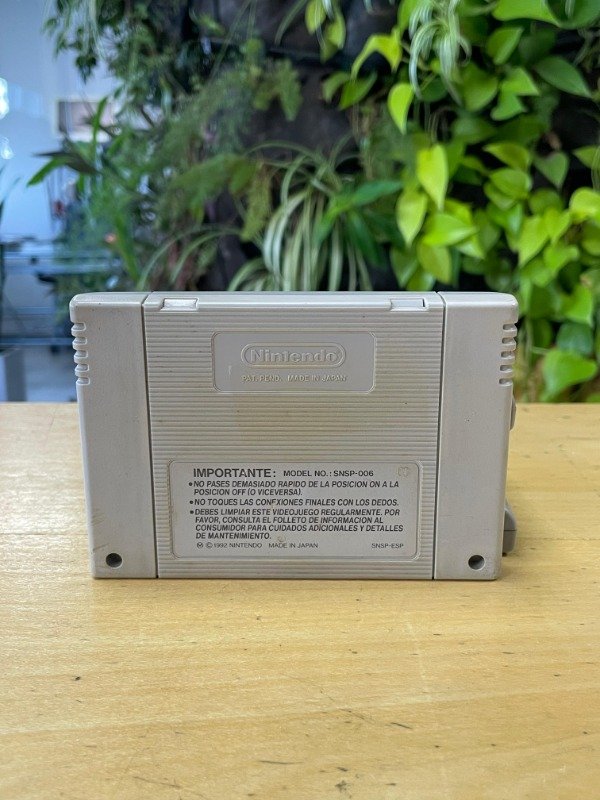 Nintendo
PAT. PEND. MADE IN JAPAN
IMPORTANTE: MODEL NO.: SNSP-006
•NO PASES DEMASIADO RAPIDO DE LA POSICION ON A LA
POSICION OFF (O VICEVERSA).
•NO TOQUES LAS CONEXIONES FINALES CON LOS DEDOS.
•DEBES LIMPIAR ESTE VIDEOJUEGO REGULARMENTE. POR
FAVOR, CONSULTA EL FOLLETO DE INFORMACION AL
CONSUMIDOR PARA CUIDADOS ADICIONALES Y DETALLES
DE MANTENIMIENTO.
Ⓜ © 1992 NINTENDO MADE IN JAPAN SNSP-ESP